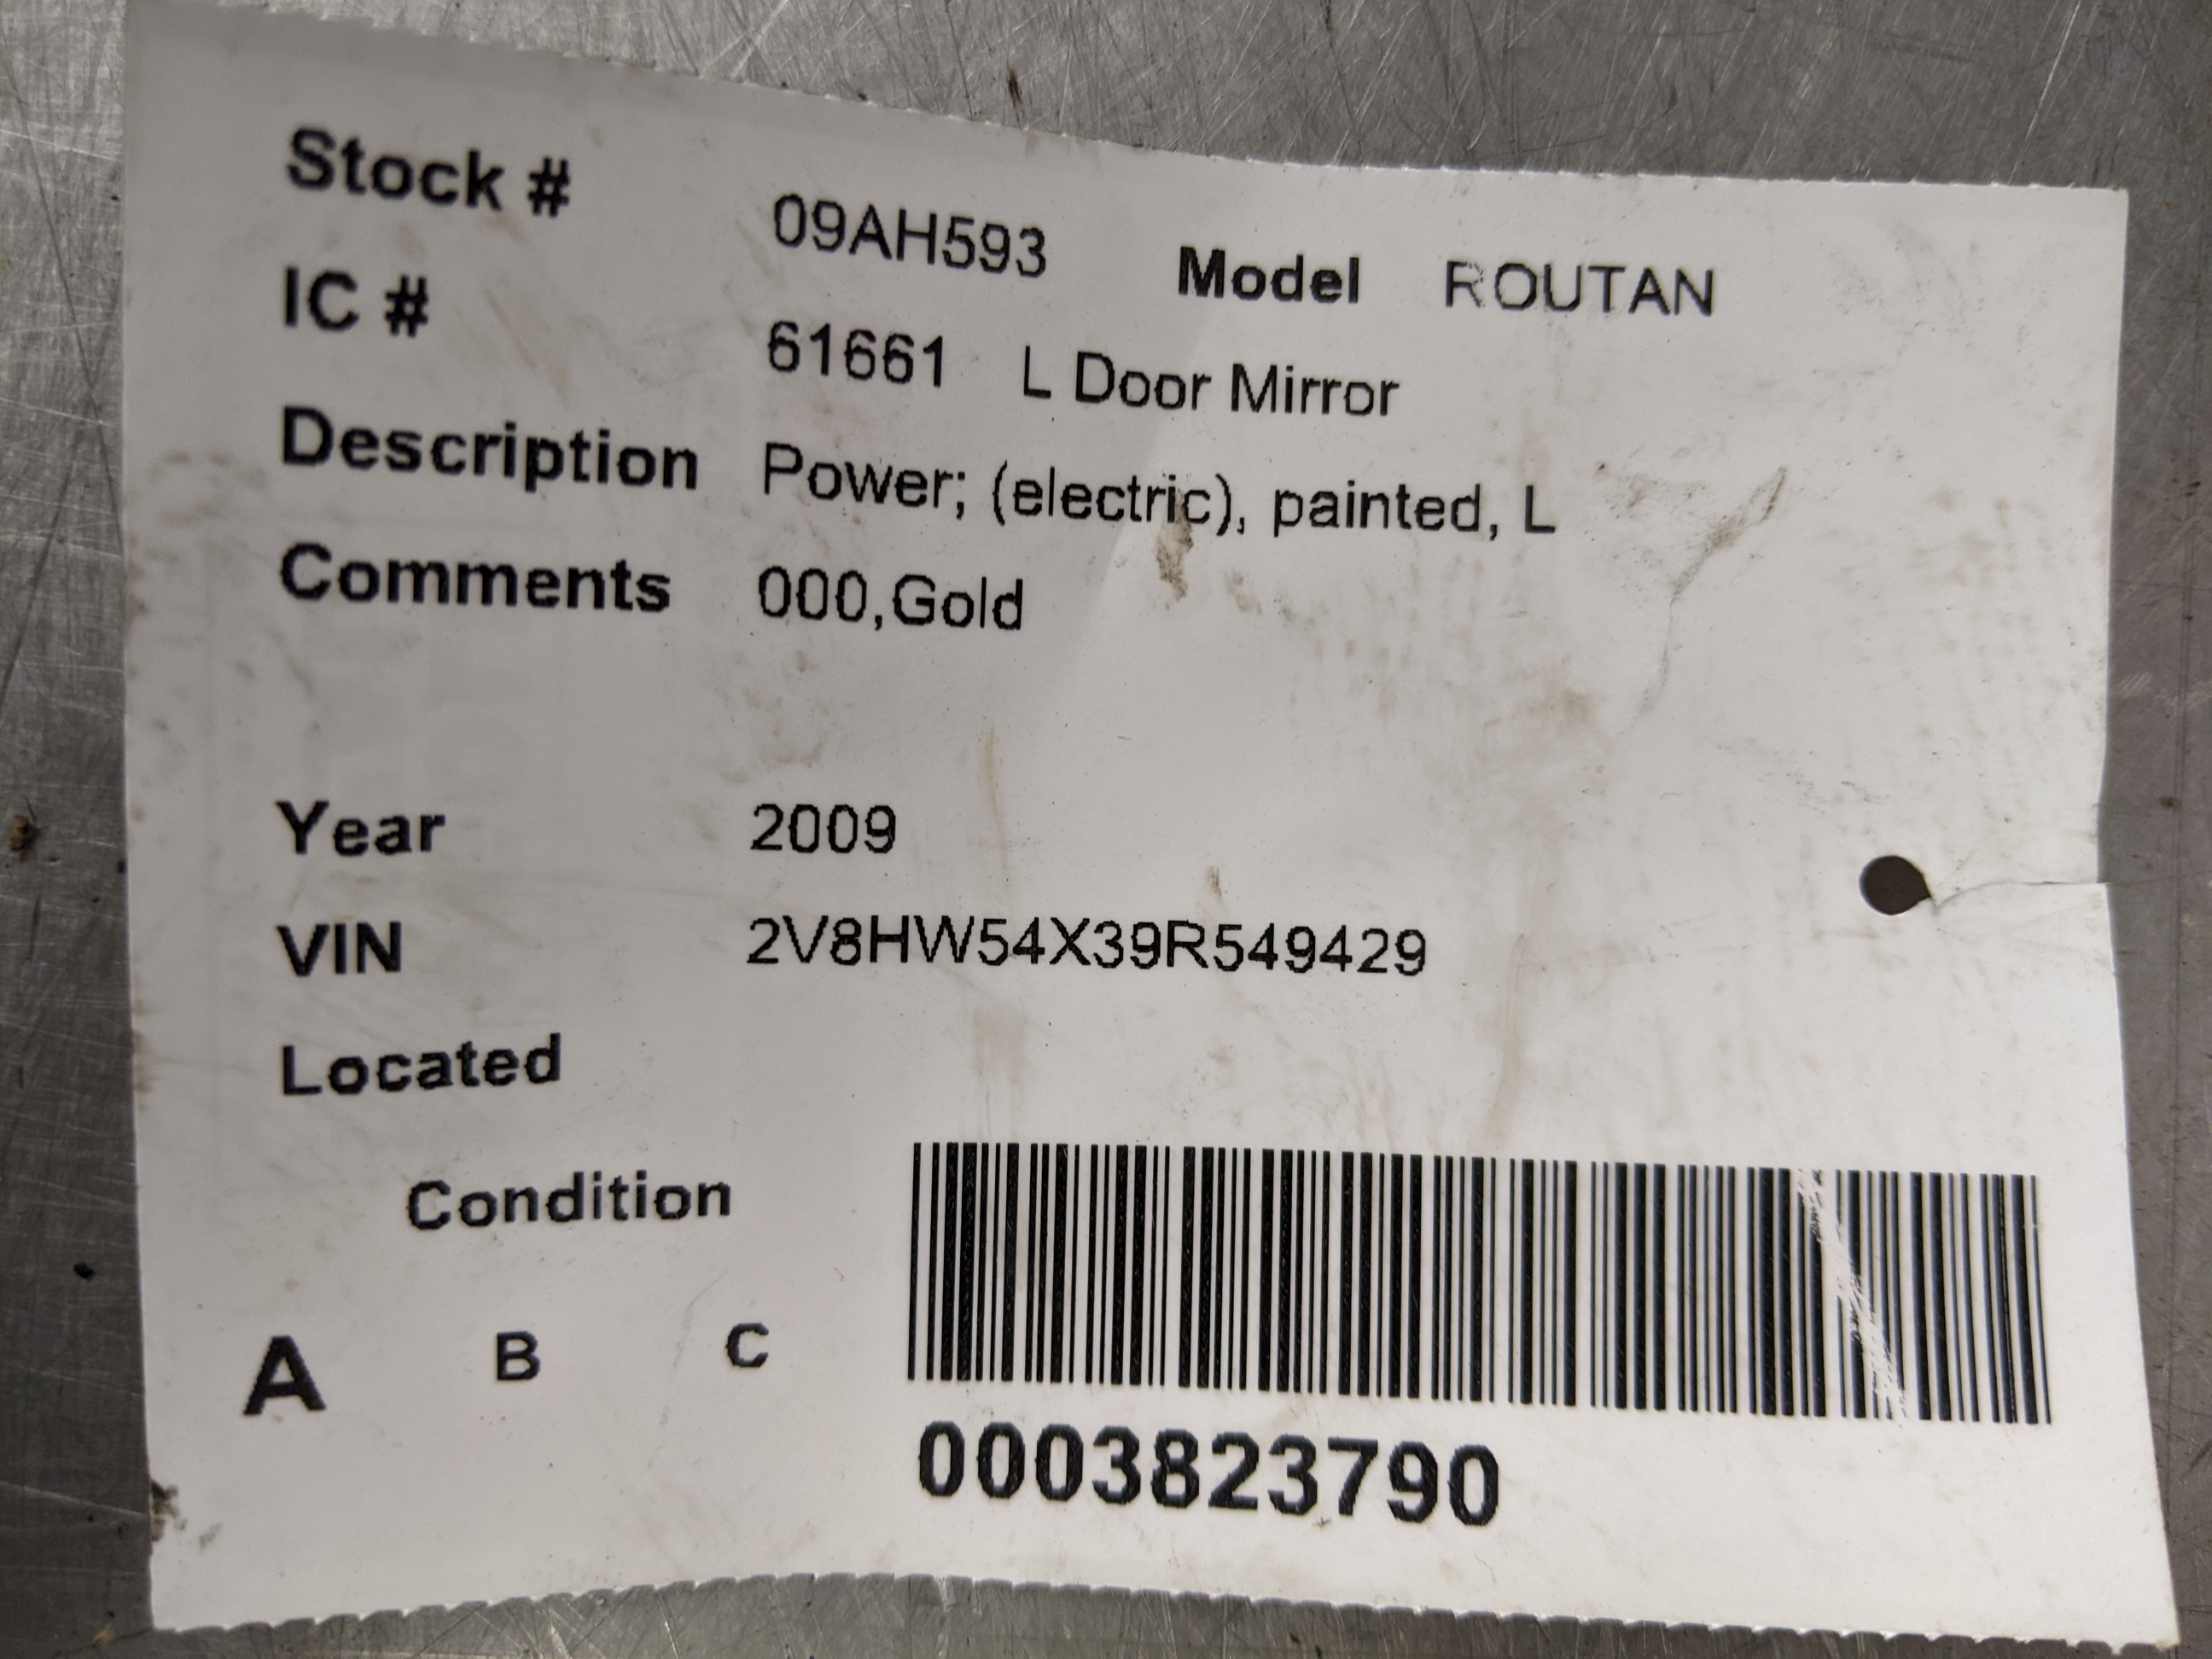 Stock # 09AH593 Model ROUTAN
IC # 61661 L Door Mirror
Description Power; (electric), painted, L
Comments 000,Gold
Year 2009
VIN 2V8HW54X39R549429
Located
Condition
A B C
0003823790